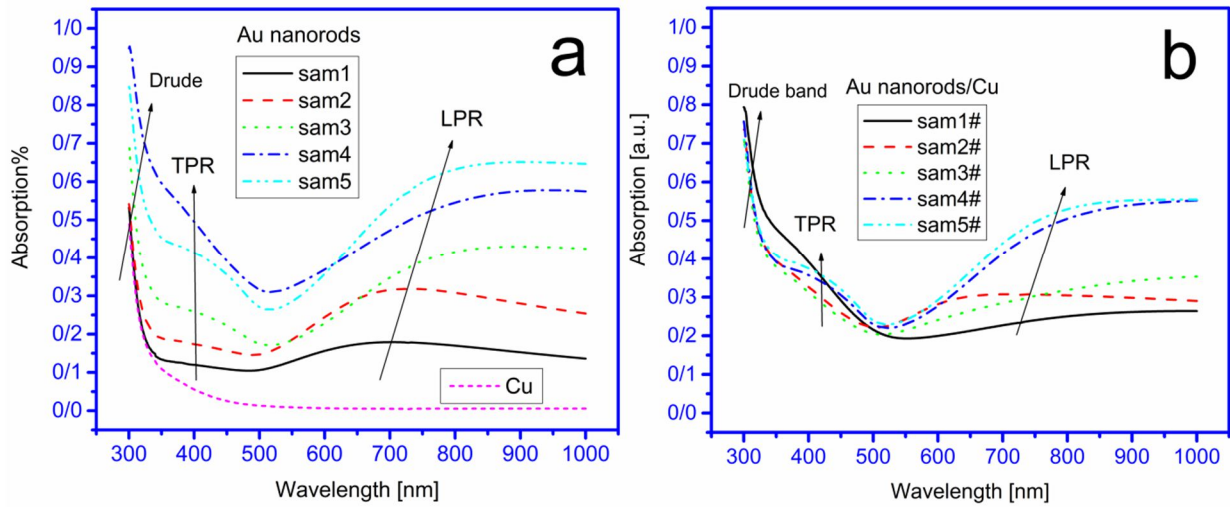 a
Au nanorods
sam1
sam2
sam3
sam4
sam5
Drude
TPR
LPR
Cu
Absorption%
1/0
0/9
0/8
0/7
0/6
0/5
0/4
0/3
0/2
0/1
0/0
300 400 500 600 700 800 900 1000
Wavelength [nm]
b
Au nanorods/Cu
sam1#
sam2#
sam3#
sam4#
sam5#
Drude band
TPR
LPR
Absorption [a.u.]
1/0
0/9
0/8
0/7
0/6
0/5
0/4
0/3
0/2
0/1
0/0
300 400 500 600 700 800 900 1000
Wavelength [nm]